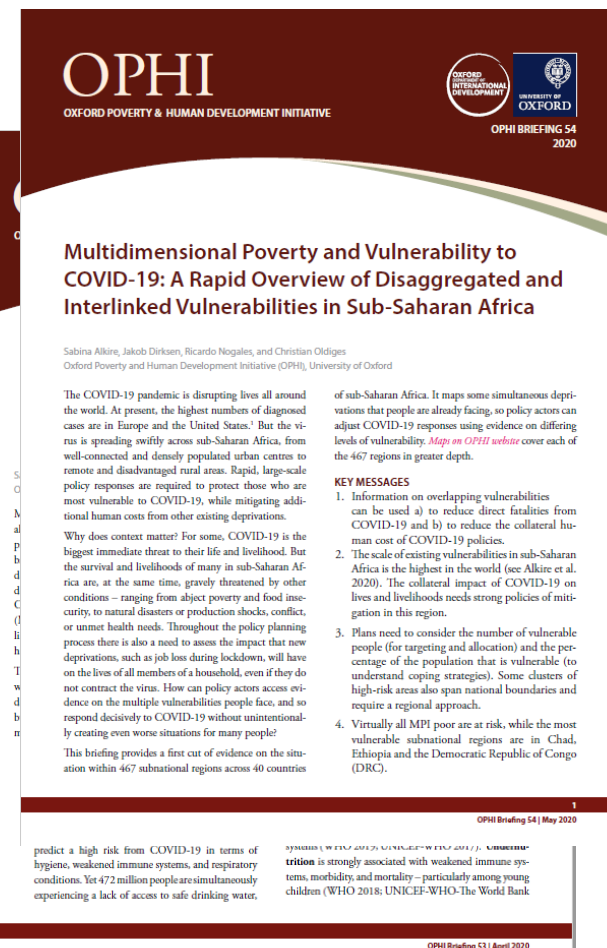 OPHI
OXFORD POVERTY & HUMAN DEVELOPMENT INITIATIVE
OXFORD
DEPARTMENT OF
INTERNATIONAL
DEVELOPMENT
UNIVERSITY OF
OXFORD
OPHI BRIEFING 54
2020
Multidimensional Poverty and Vulnerability to
COVID-19: A Rapid Overview of Disaggregated and
Interlinked Vulnerabilities in Sub-Saharan Africa
Sabina Alkire, Jakob Dirksen, Ricardo Nogales, and Christian Oldiges
Oxford Poverty and Human Development Initiative (OPHI), University of Oxford
The COVID-19 pandemic is disrupting lives all around
the world. At present, the highest numbers of diagnosed
cases are in Europe and the United States.¹ But the vi-
rus is spreading swiftly across sub-Saharan Africa, from
well-connected and densely populated urban centres to
remote and disadvantaged rural areas. Rapid, large-scale
policy responses are required to protect those who are
most vulnerable to COVID-19, while mitigating addi-
tional human costs from other existing deprivations.
Why does context matter? For some, COVID-19 is the
biggest immediate threat to their life and livelihood. But
the survival and livelihoods of many in sub-Saharan Af-
rica are, at the same time, gravely threatened by other
conditions – ranging from abject poverty and food inse-
curity, to natural disasters or production shocks, conflict,
or unmet health needs. Throughout the policy planning
process there is also a need to assess the impact that new
deprivations, such as job loss during lockdown, will have
on the lives of all members of a household, even if they do
not contract the virus. How can policy actors access evi-
dence on the multiple vulnerabilities people face, and so
respond decisively to COVID-19 without unintentional-
ly creating even worse situations for many people?
This briefing provides a first cut of evidence on the situ-
ation within 467 subnational regions across 40 countries
of sub-Saharan Africa. It maps some simultaneous depri-
vations that people are already facing, so policy actors can
adjust COVID-19 responses using evidence on differing
levels of vulnerability. Maps on OPHI website cover each of
the 467 regions in greater depth.
KEY MESSAGES
1. Information on overlapping vulnerabilities
can be used a) to reduce direct fatalities from
COVID-19 and b) to reduce the collateral hu-
man cost of COVID-19 policies.
2. The scale of existing vulnerabilities in sub-Saharan
Africa is the highest in the world (see Alkire et al.
2020). The collateral impact of COVID-19 on
lives and livelihoods needs strong policies of miti-
gation in this region.
3. Plans need to consider the number of vulnerable
people (for targeting and allocation) and the per-
centage of the population that is vulnerable (to
understand coping strategies). Some clusters of
high-risk areas also span national boundaries and
require a regional approach.
4. Virtually all MPI poor are at risk, while the most
vulnerable subnational regions are in Chad,
Ethiopia and the Democratic Republic of Congo
(DRC).
1
OPHI Briefing 54 | May 2020
predict a high risk from COVID-19 in terms of
hygiene, weakened immune systems, and respiratory
conditions. Yet 472 million people are simultaneously
experiencing a lack of access to safe drinking water,
systems (WHO 2019; UNICEF-WHO 2017). Undernu-
trition is strongly associated with weakened immune sys-
tems, morbidity, and mortality – particularly among young
children (WHO 2018; UNICEF-WHO-The World Bank
OPHI Briefing 53 | April 2020